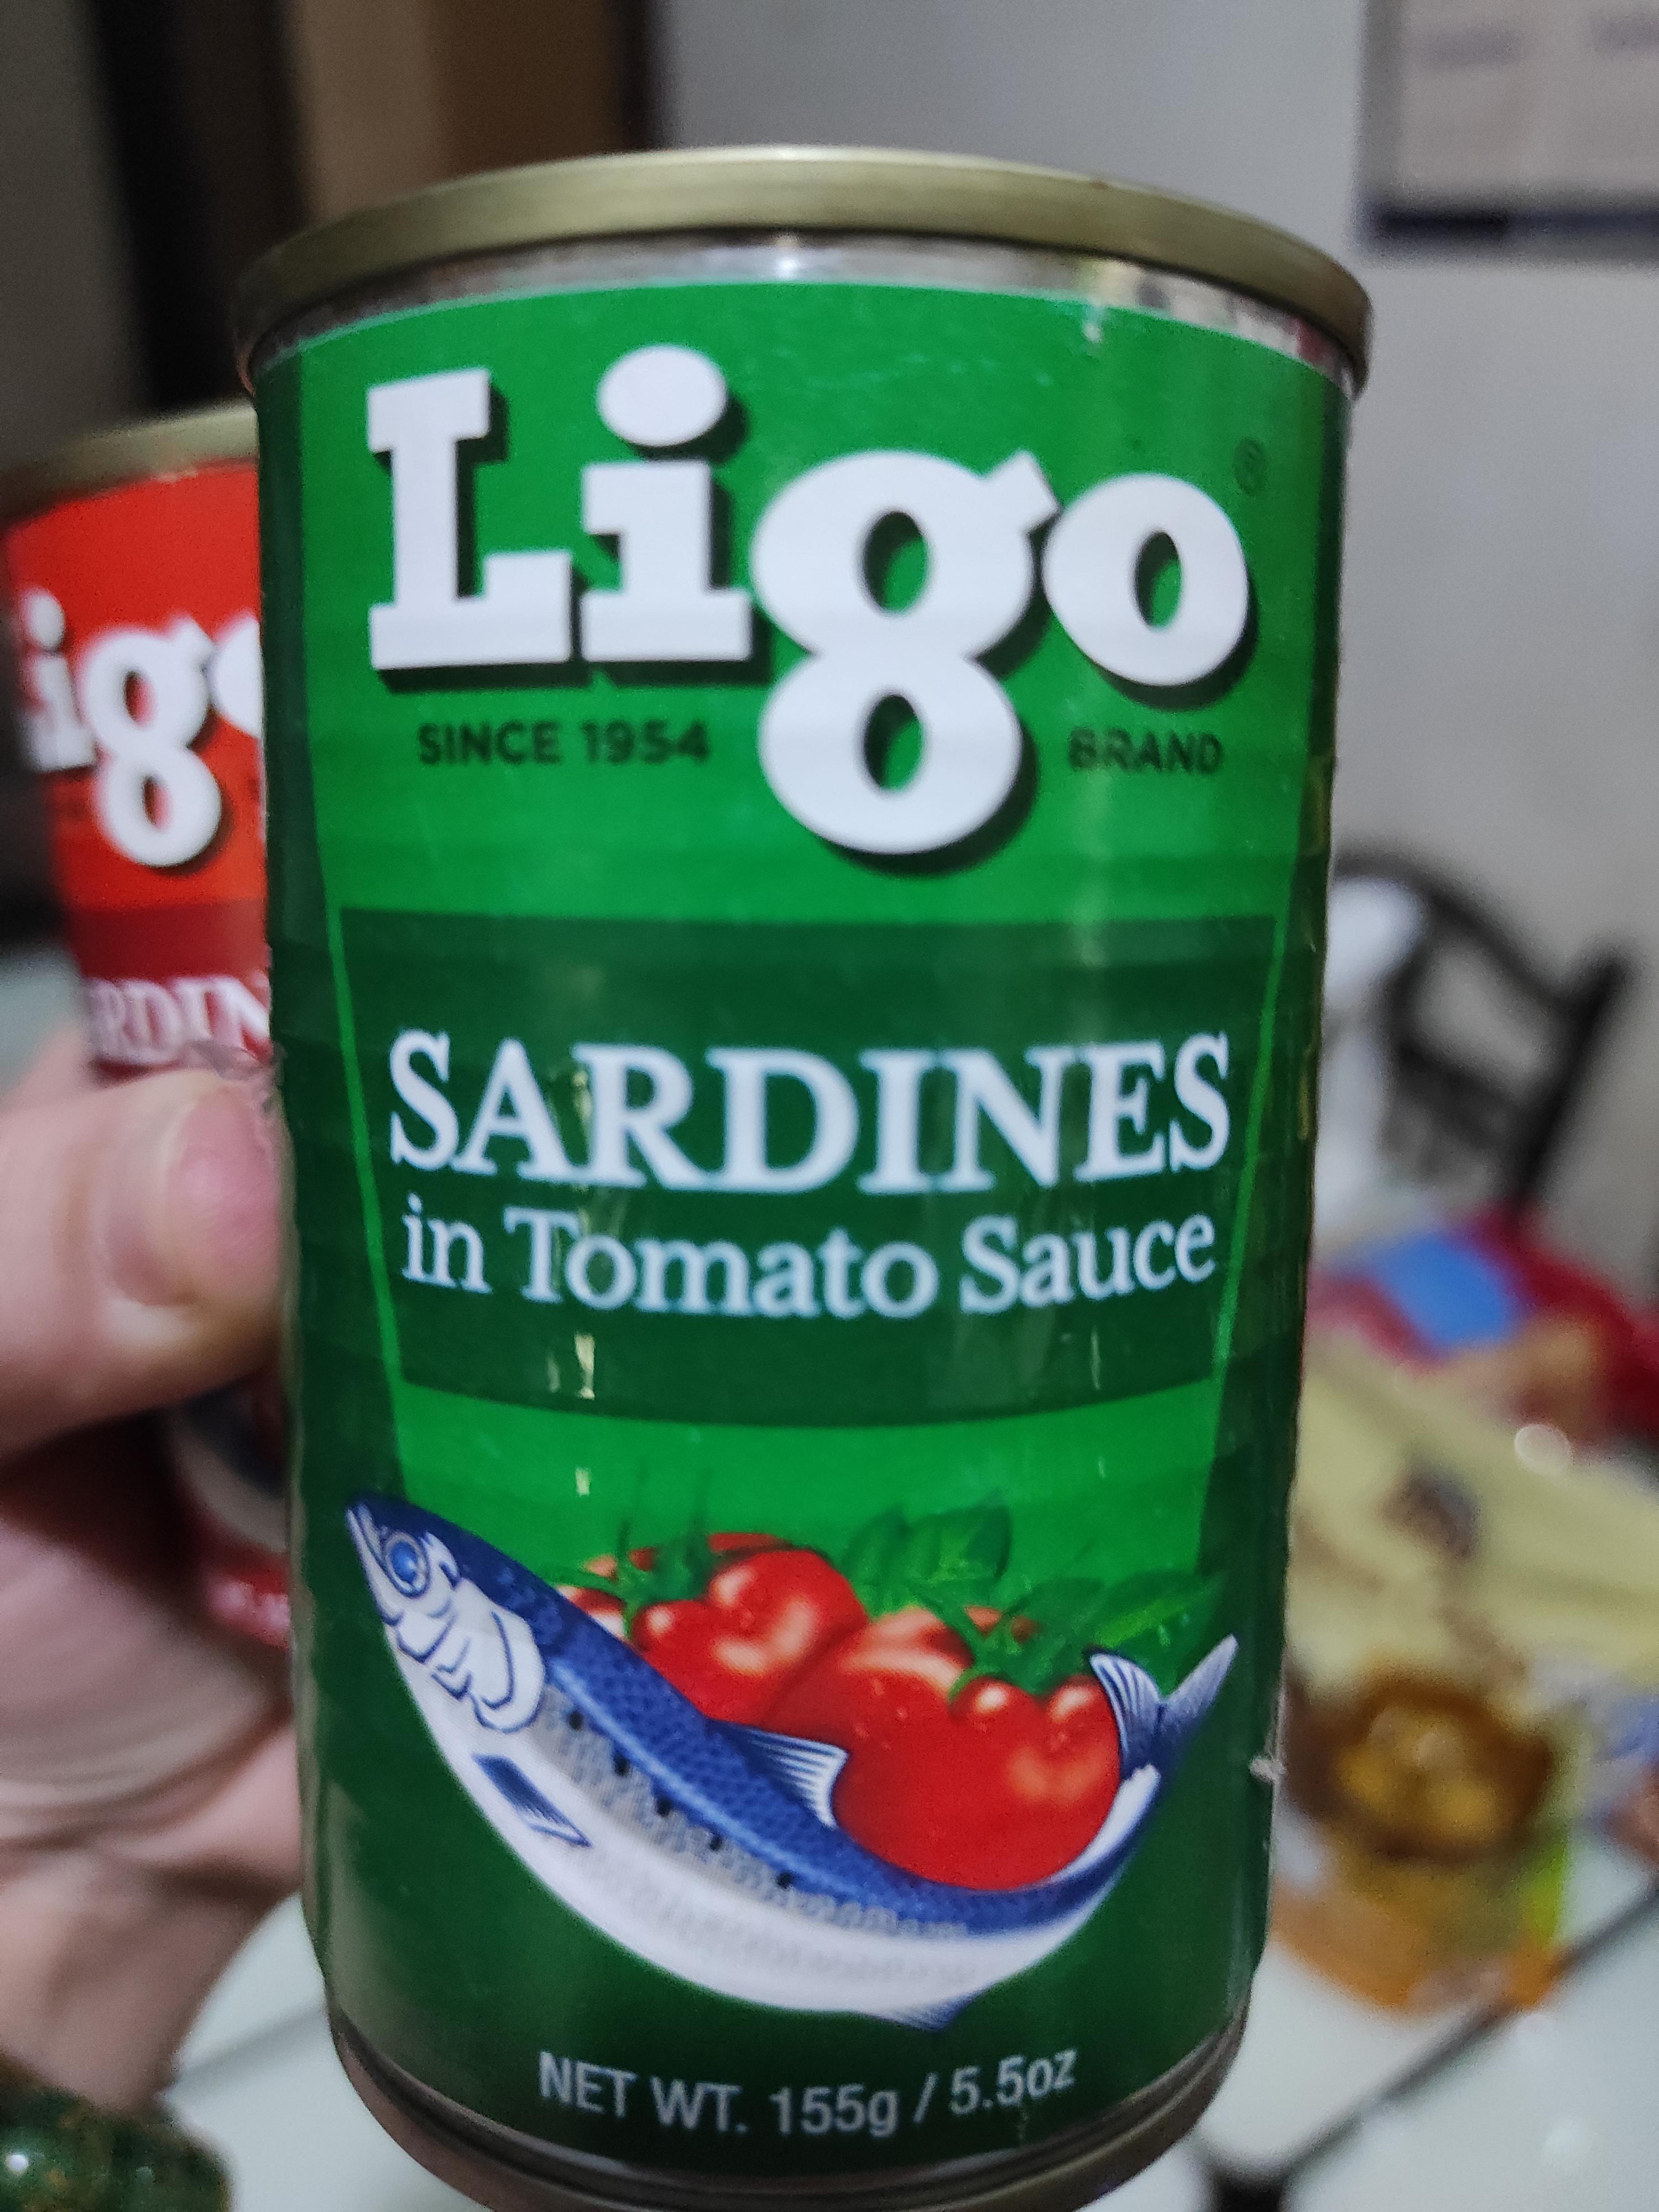 Ligo
®
SINCE 1954
BRAND
SARDINES
in Tomato Sauce
NET WT. 155g / 5.5oz